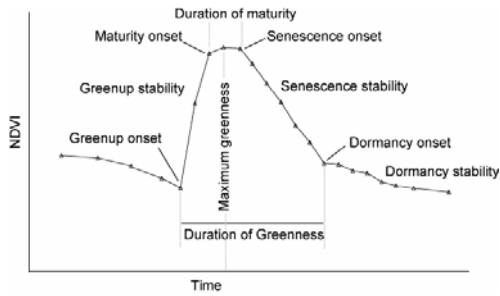 Duration of maturity
Maturity onset
Senescence onset
Greenup stability
Senescence stability
NDVI
Greenup onset
Maximum greenness
Dormancy onset
Dormancy stability
Duration of Greenness
Time